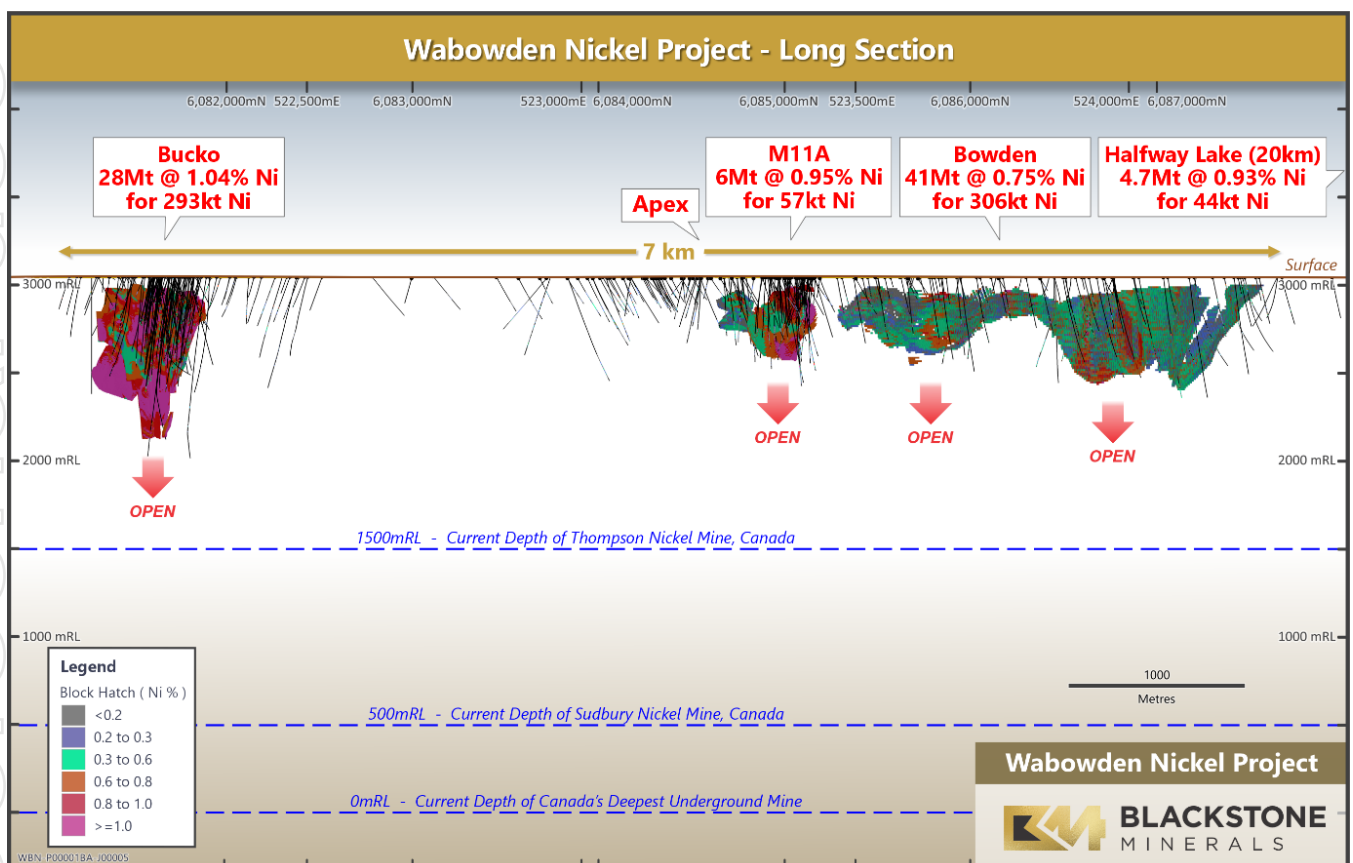 Wabowden Nickel Project - Long Section
6,082,000mN 522,500mE 6,083,000mN 523,000mE 6,084,000mN 6,085,000mN 523,500mE 6,086,000mN 524,000mE 6,087,000mN
Bucko
28Mt @ 1.04% Ni
for 293kt Ni
Apex
M11A
6Mt @ 0.95% Ni
for 57kt Ni
Bowden
41Mt @ 0.75% Ni
for 306kt Ni
Halfway Lake (20km)
4.7Mt @ 0.93% Ni
for 44kt Ni
7 km
Surface
3000 mRL
3000 mRL
OPEN
OPEN
OPEN
2000 mRL
2000 mRL
OPEN
1500mRL - Current Depth of Thompson Nickel Mine, Canada
1000 mRL
1000 mRL
1000
Metres
500mRL - Current Depth of Sudbury Nickel Mine, Canada
0mRL - Current Depth of Canada's Deepest Underground Mine
Legend
Block Hatch ( Ni % )
<0.2
0.2 to 0.3
0.3 to 0.6
0.6 to 0.8
0.8 to 1.0
>=1.0
Wabowden Nickel Project
BLACKSTONE
MINERALS
WBN_P00001BA_J00005